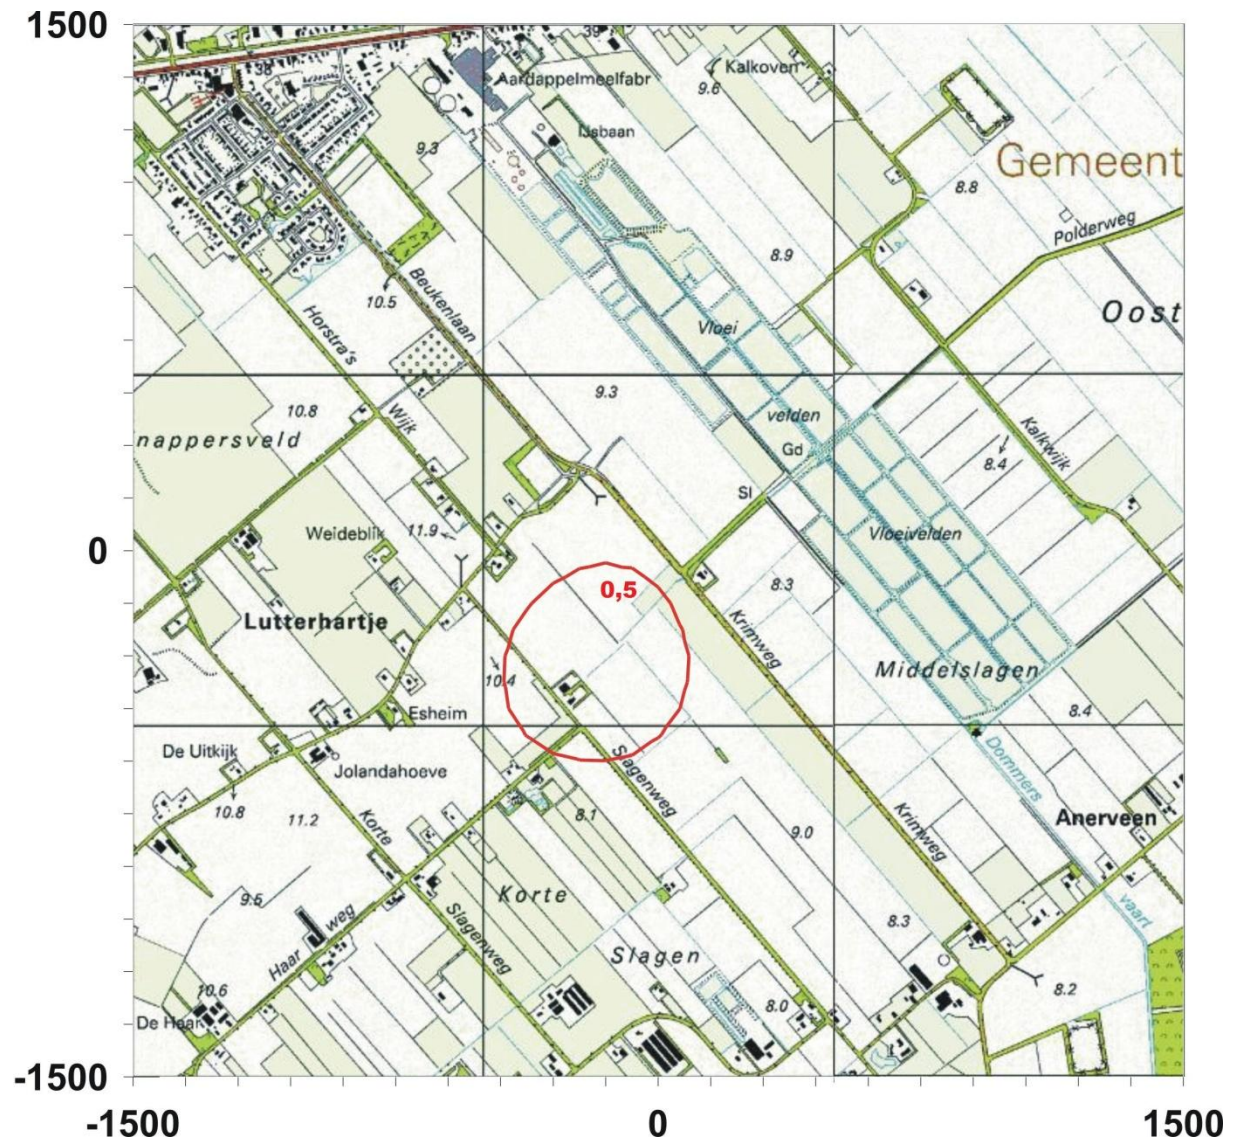 1500
39
38
Aardappelmeelfabr
Kalkoven
9.6
IJsbaan
9.3
Gemeent
8.8
Polderweg
8.9
10.5
Beukenlaan
Horstra's
Oost
Vloei
9.3
10.8
Wijk
velden
nappersveld
Gd
Kalkwijk
8.4
Sl
Weideblik
11.9
Vloeivelden
0
0,5
8.3
Lutterhartje
Krimweg
Middelslagen
10.4
Esheim
8.4
De Uitkijk
Jolandahoeve
Slagenweg
Dommers
10.8
11.2
Korte
8.1
9.0
Krimweg
Anerveen
9.5
Korte
weg
Slagenweg
8.3
vaart
Haar
Slagen
10.6
8.0
8.2
De Haar
-1500
-1500
0
1500